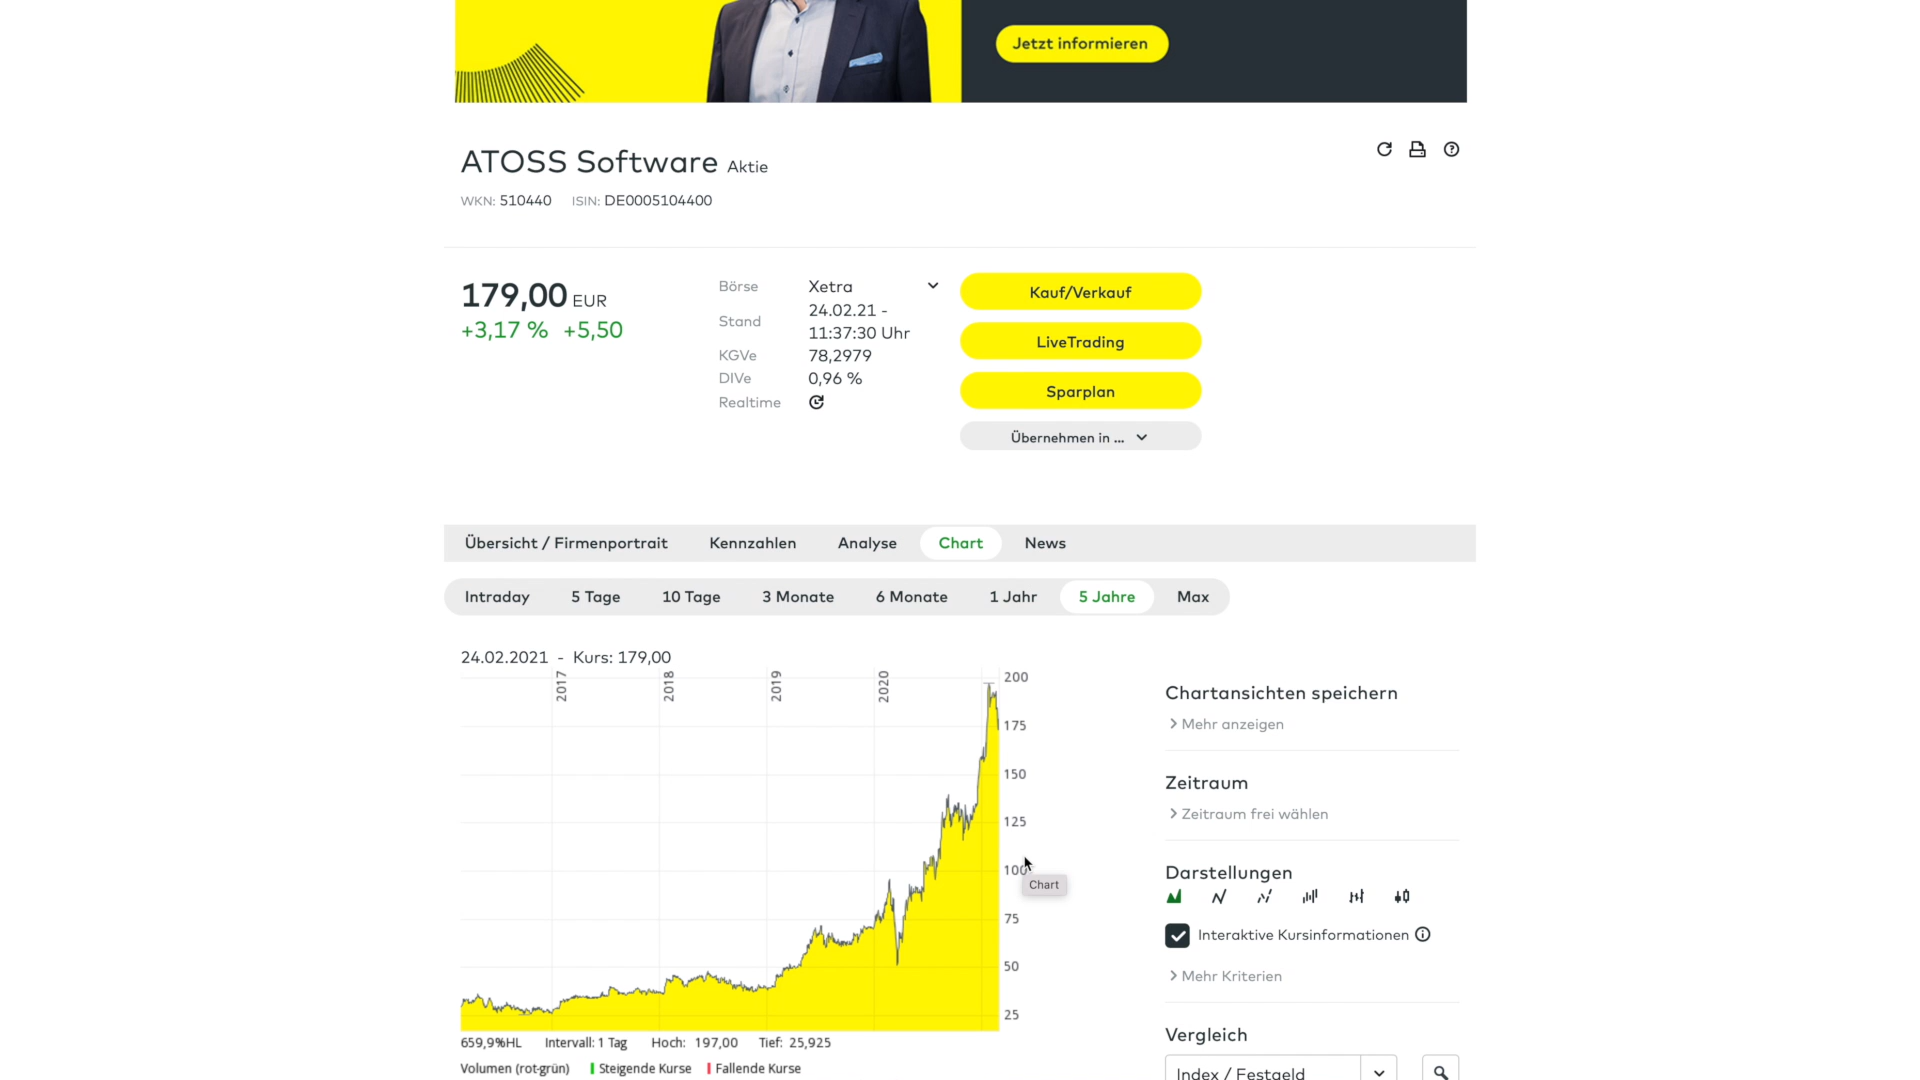 Jetzt informieren
ATOSS Software Aktie
WKN: 510440 ISIN: DE0005104400
179,00 EUR
+3,17 % +5,50
Börse Xetra
Stand 24.02.21 -
11:37:30 Uhr
KGVe 78,2979
DIVe 0,96 %
Realtime
Kauf/Verkauf
LiveTrading
Sparplan
Übernehmen in ...
Übersicht / Firmenportrait Kennzahlen Analyse Chart News
Intraday 5 Tage 10 Tage 3 Monate 6 Monate 1 Jahr 5 Jahre Max
24.02.2021 - Kurs: 179,00
2017 2018 2019 2020
200
175
150
125
100
75
50
25
Chart
659,9%HL Intervall: 1 Tag Hoch: 197,00 Tief: 25,925
Volumen (rot-grün) Steigende Kurse Fallende Kurse
Chartansichten speichern
Mehr anzeigen
Zeitraum
Zeitraum frei wählen
Darstellungen
Interaktive Kursinformationen
Mehr Kriterien
Vergleich
Index / Festgeld